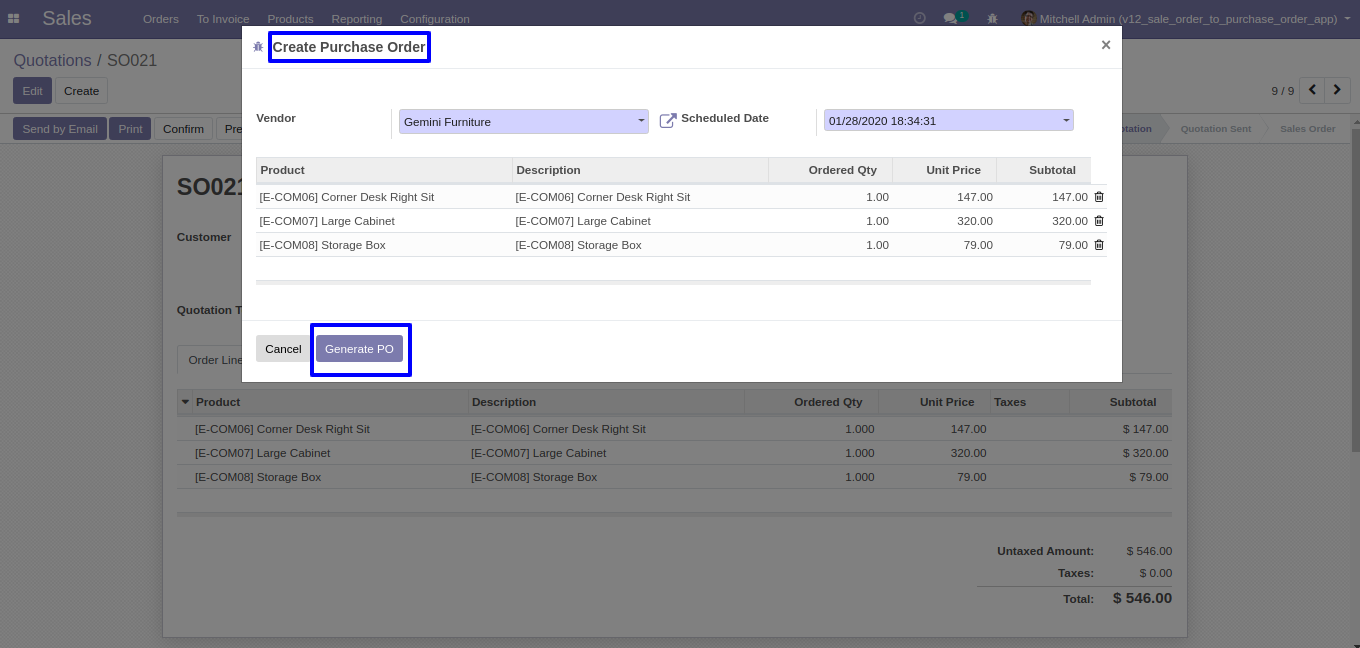 Sales Orders To Invoice Products Reporting Configuration 1 Mitchell Admin (v12_sale_order_to_purchase_order_app)
Create Purchase Order ×
Quotations / SO021
Edit Create 9 / 9
Vendor Gemini Furniture Scheduled Date 01/28/2020 18:34:31
Send by Email Print Confirm Pre otation Quotation Sent Sales Order
Product Description Ordered Qty Unit Price Subtotal
[E-COM06] Corner Desk Right Sit [E-COM06] Corner Desk Right Sit 1.00 147.00 147.00
[E-COM07] Large Cabinet [E-COM07] Large Cabinet 1.00 320.00 320.00
[E-COM08] Storage Box [E-COM08] Storage Box 1.00 79.00 79.00
SO021
Customer
Quotation T
Cancel Generate PO
Order Line
Product Description Ordered Qty Unit Price Taxes Subtotal
[E-COM06] Corner Desk Right Sit [E-COM06] Corner Desk Right Sit 1.000 147.00 $ 147.00
[E-COM07] Large Cabinet [E-COM07] Large Cabinet 1.000 320.00 $ 320.00
[E-COM08] Storage Box [E-COM08] Storage Box 1.000 79.00 $ 79.00
Untaxed Amount: $ 546.00
Taxes: $ 0.00
Total: $ 546.00